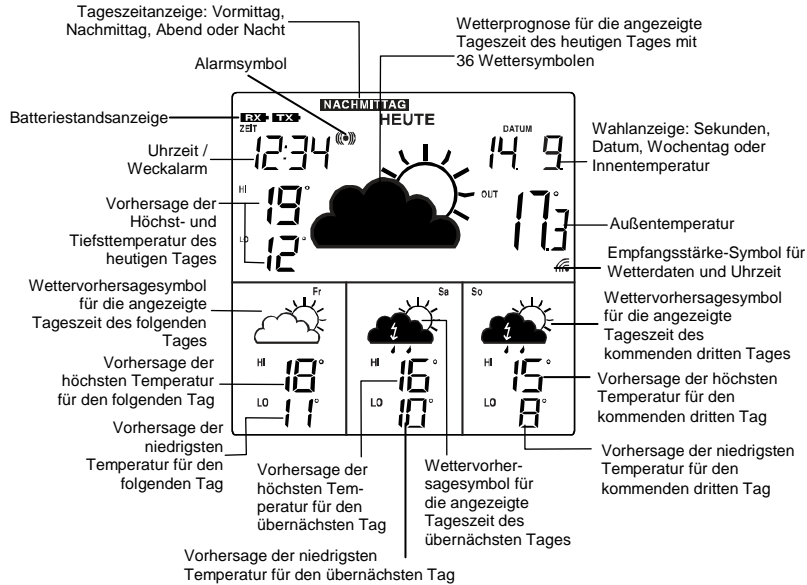 Tageszeitanzeige: Vormittag,
Nachmittag, Abend oder Nacht
Wetterprognose für die angezeigte
Tageszeit des heutigen Tages mit
36 Wettersymbolen
Alarmsymbol
Batteriestandsanzeige
Uhrzeit /
Weckalarm
Vorhersage der
Höchst- und
Tiefsttemperatur des
heutigen Tages
NACHMITTAG
HEUTE
RX TX
ZEIT
12:34
DATUM
14. 9.
HI
19°
LO
12°
OUT
17.3°
Wahlanzeige: Sekunden,
Datum, Wochentag oder
Innentemperatur
Außentemperatur
Empfangsstärke-Symbol für
Wetterdaten und Uhrzeit
Wettervorhersagesymbol
für die angezeigte
Tageszeit des folgenden
Tages
Vorhersage der
höchsten Temperatur
für den folgenden Tag
Vorhersage der
niedrigsten
Temperatur für den
folgenden Tag
Fr
HI
18°
LO
11°
Sa
HI
16°
LO
10°
So
HI
15°
LO
8°
Wettervorhersagesymbol
für die angezeigte
Tageszeit des
kommenden dritten Tages
Vorhersage der höchsten
Temperatur für den
kommenden dritten Tag
Vorhersage der niedrigsten
Temperatur für den
kommenden dritten Tag
Vorhersage der
höchsten Tem-
peratur für den
übernächsten Tag
Wettervorher-
sagesymbol für
die angezeigte
Tageszeit des
übernächsten Tages
Vorhersage der niedrigsten
Temperatur für den übernächsten Tag